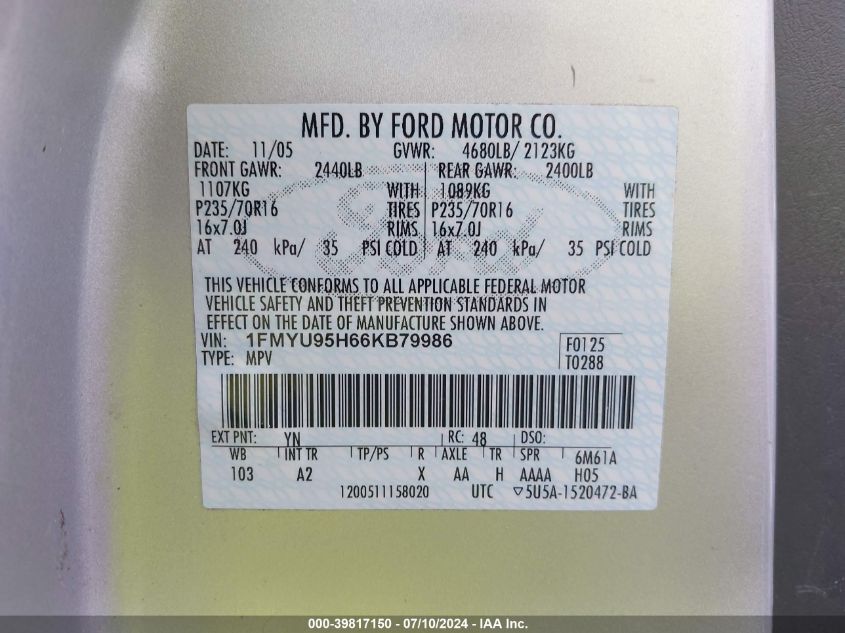 MFD. BY FORD MOTOR CO.
DATE: 11/05 GVWR: 4680LB/ 2123KG
FRONT GAWR: 2440LB REAR GAWR: 2400LB
1107KG WITH 1089KG WITH
P235/70R16 TIRES P235/70R16 TIRES
16x7.0J RIMS 16x7.0J RIMS
AT 240 kPa/ 35 PSI COLD AT 240 kPa/ 35 PSI COLD
THIS VEHICLE CONFORMS TO ALL APPLICABLE FEDERAL MOTOR
VEHICLE SAFETY AND THEFT PREVENTION STANDARDS IN
EFFECT ON THE DATE OF MANUFACTURE SHOWN ABOVE.
VIN: 1FMYU95H66KB79986 F0125
TYPE: MPV T0288
EXT PNT: YN RC: 48 DSO:
WB INT TR TP/PS R AXLE TR SPR 6M61A
103 A2 X AA H AAAA H05
1200511158020 UTC ▽5U5A-1520472-BA
000-39817150 - 07/10/2024 - IAA Inc.